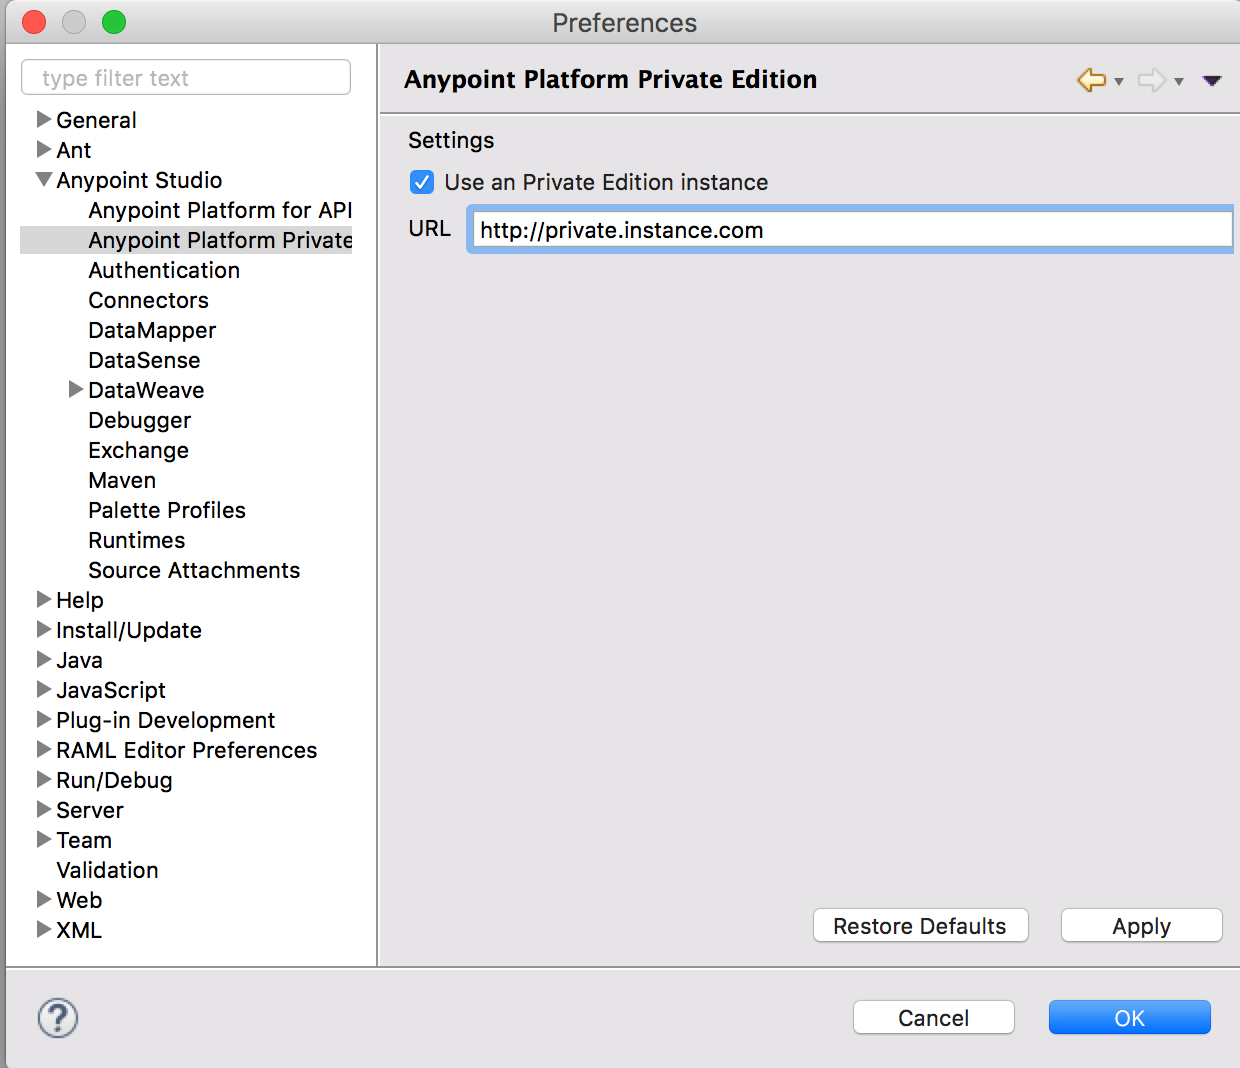 Preferences
type filter text
General
Ant
Anypoint Studio
Anypoint Platform for API
Anypoint Platform Private
Authentication
Connectors
DataMapper
DataSense
DataWeave
Debugger
Exchange
Maven
Palette Profiles
Runtimes
Source Attachments
Help
Install/Update
Java
JavaScript
Plug-in Development
RAML Editor Preferences
Run/Debug
Server
Team
Validation
Web
XML
Anypoint Platform Private Edition
Settings
Use an Private Edition instance
URL http://private.instance.com
Restore Defaults Apply
? Cancel OK